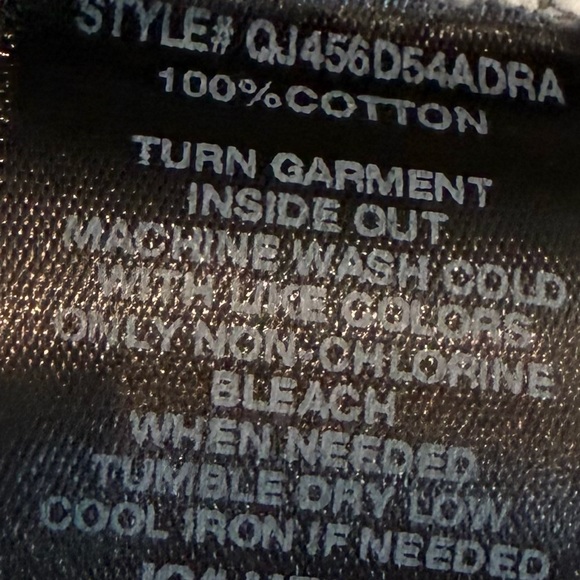 STYLE# QJ456D54ADRA
100%COTTON
TURN GARMENT
INSIDE OUT
MACHINE WASH COLD
WITH LIKE COLORS
ONLY NON-CHLORINE
BLEACH
WHEN NEEDED
TUMBLE DRY LOW
COOL IRON IF NEEDED